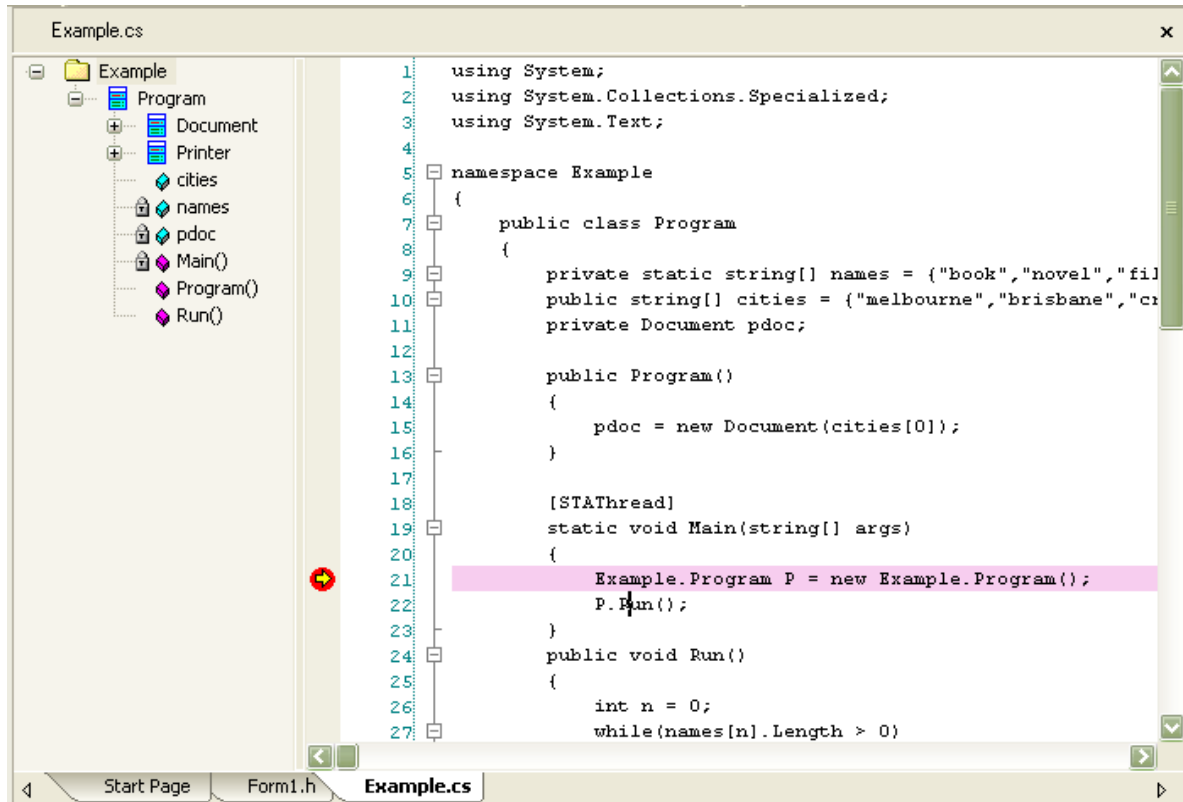 Example.cs
Example
Program
Document
Printer
cities
names
pdoc
Main()
Program()
Run()
1 using System;
2 using System.Collections.Specialized;
3 using System.Text;
4
5 namespace Example
6 {
7 public class Program
8 {
9 private static string[] names = {"book","novel","fil
10 public string[] cities = {"melbourne","brisbane","cr
11 private Document pdoc;
12
13 public Program()
14 {
15 pdoc = new Document(cities[0]);
16 }
17
18 [STAThread]
19 static void Main(string[] args)
20 {
21 Example.Program P = new Example.Program();
22 P.Run();
23 }
24 public void Run()
25 {
26 int n = 0;
27 while(names[n].Length > 0)
Start Page Form1.h Example.cs